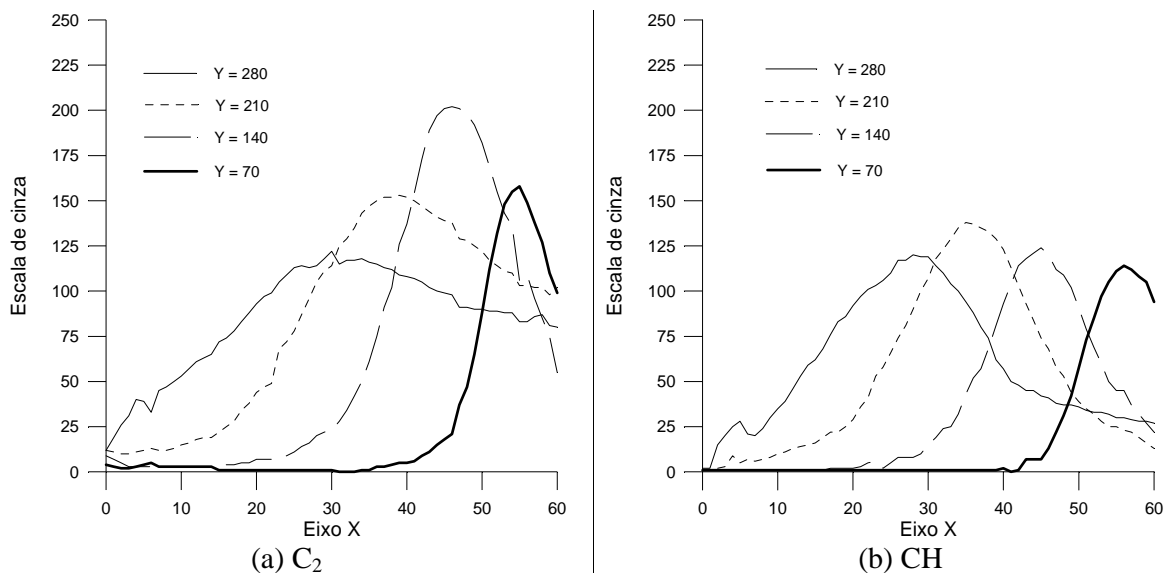 250
225
200
175
150
125
100
75
50
25
0
Escala de cinza
Y = 280
Y = 210
Y = 140
Y = 70
0 10 20 30 40 50 60
Eixo X
(a) C₂
250
225
200
175
150
125
100
75
50
25
0
Escala de cinza
Y = 280
Y = 210
Y = 140
Y = 70
0 10 20 30 40 50 60
Eixo X
(b) CH